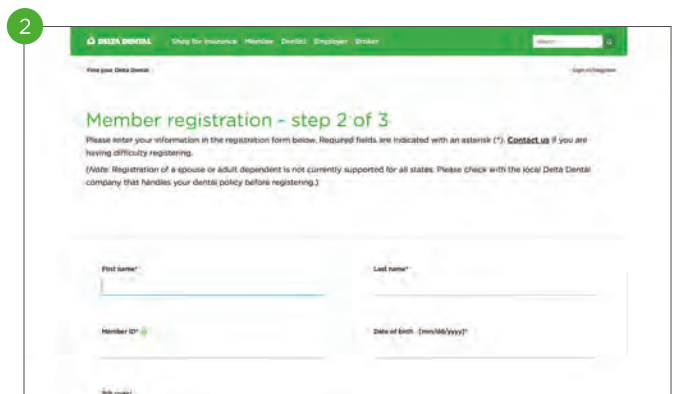 2
DELTA DENTAL Shop for Insurance Member Dentist Employer Broker Search
Find your Delta Dental Sign In/Register
Member registration - step 2 of 3
Please enter your information in the registration form below. Required fields are indicated with an asterisk (*). Contact us if you are
having difficulty registering.
(Note: Registration of a spouse or adult dependent is not currently supported for all states. Please check with the local Delta Dental
company that handles your dental policy before registering.)
First name* Last name*
Member ID* Date of birth (mm/dd/yyyy)*